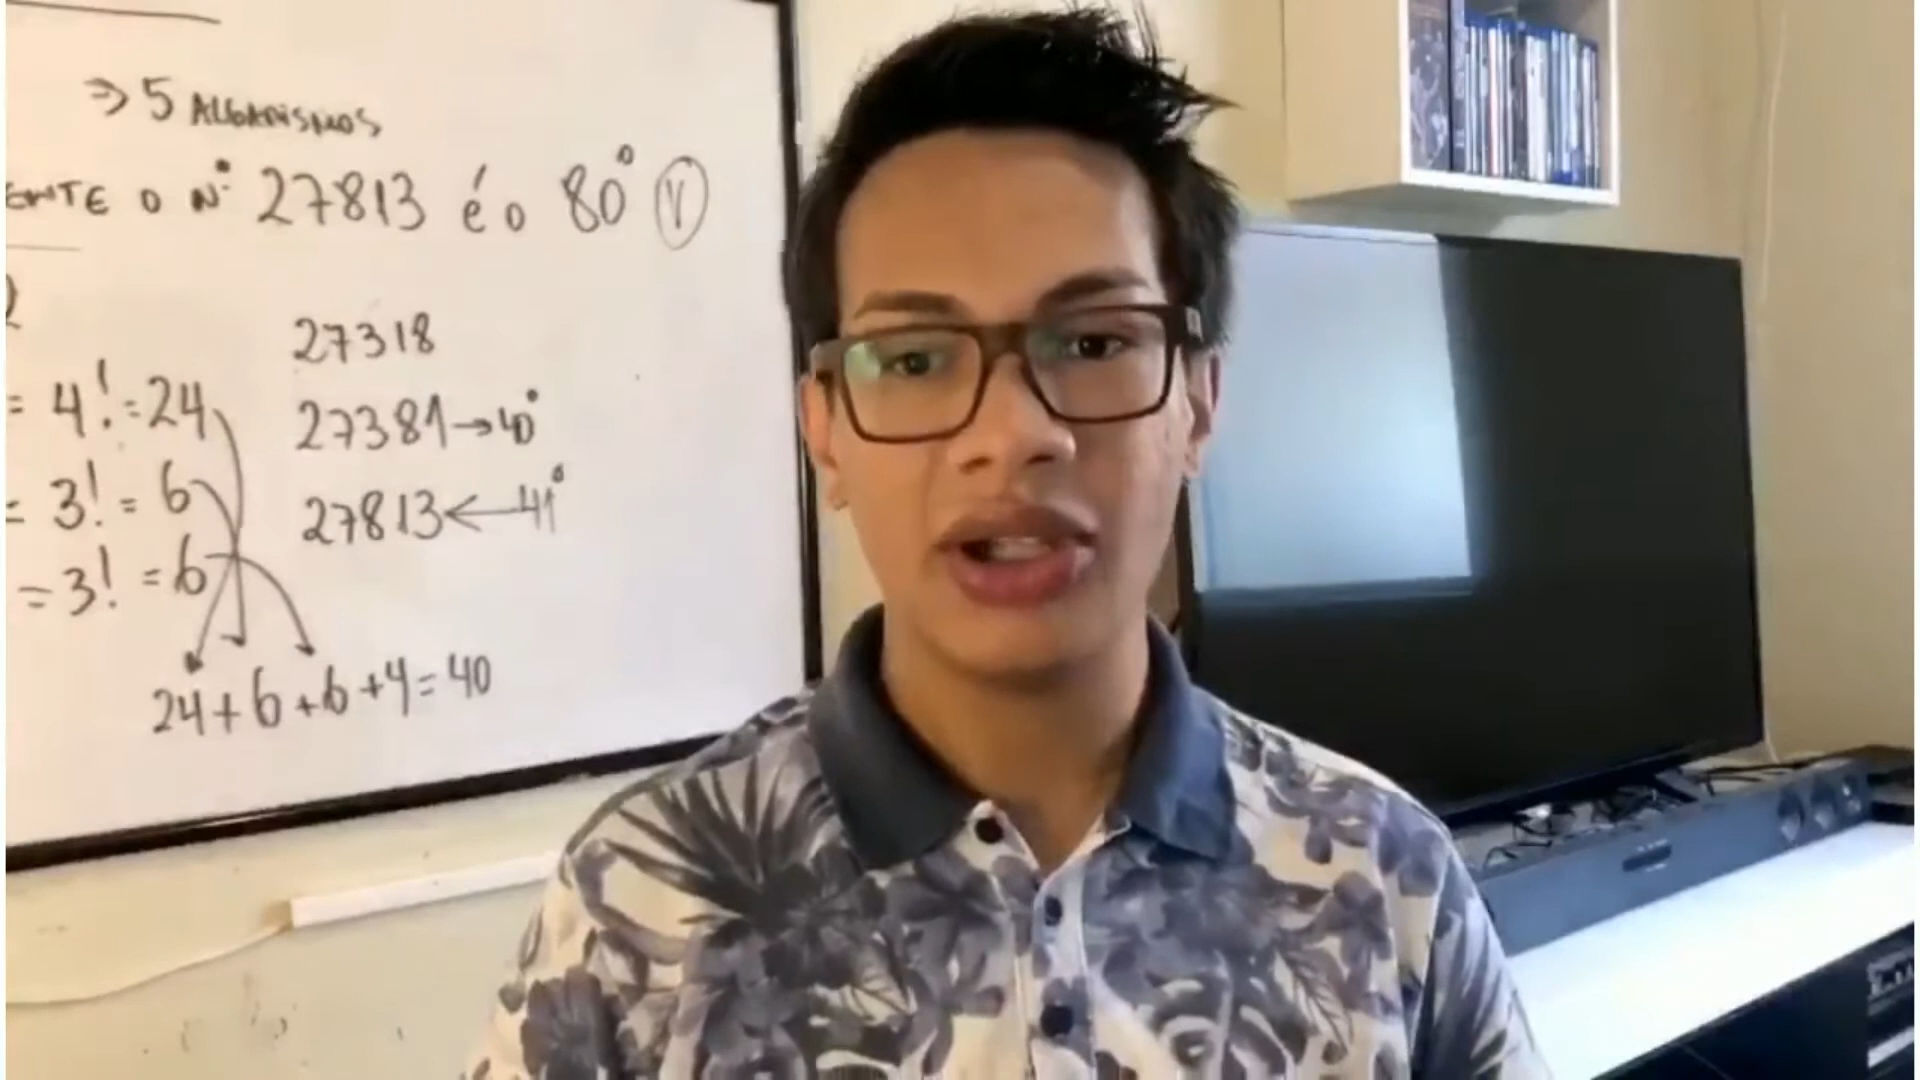 ⇒ 5 ALGARISMOS
ENTE O Nº 27813 é o 80º V
27318
= 4! = 24
27381 → 40º
= 3! = 6
27813 ← 41º
= 3! = 6
24 + 6 + 6 + 4 = 40